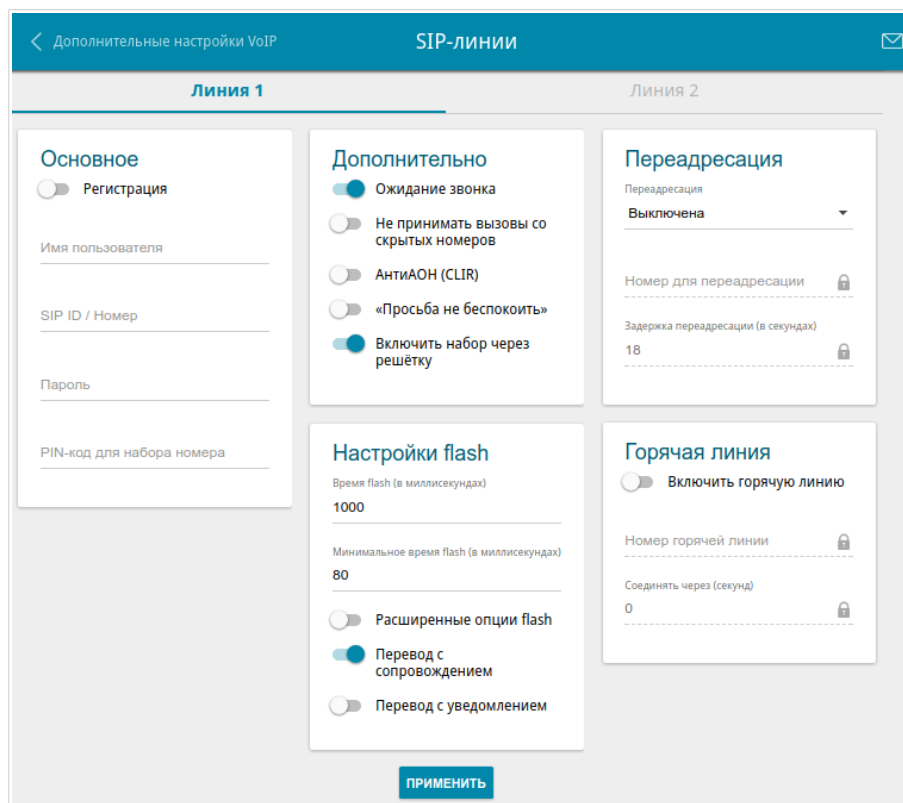 Дополнительные настройки VoIP
SIP-линии
Линия 1
Линия 2
Основное
Регистрация
Имя пользователя
SIP ID / Номер
Пароль
PIN-код для набора номера
Дополнительно
Ожидание звонка
Не принимать вызовы со
скрытых номеров
АнтиАОН (CLIR)
«Просьба не беспокоить»
Включить набор через
решётку
Настройки flash
Время flash (в миллисекундах)
1000
Минимальное время flash (в миллисекундах)
80
Расширенные опции flash
Перевод с
сопровождением
Перевод с уведомлением
Переадресация
Переадресация
Выключена
Номер для переадресации
Задержка переадресации (в секундах)
18
Горячая линия
Включить горячую линию
Номер горячей линии
Соединять через (секунд)
0
ПРИМЕНИТЬ